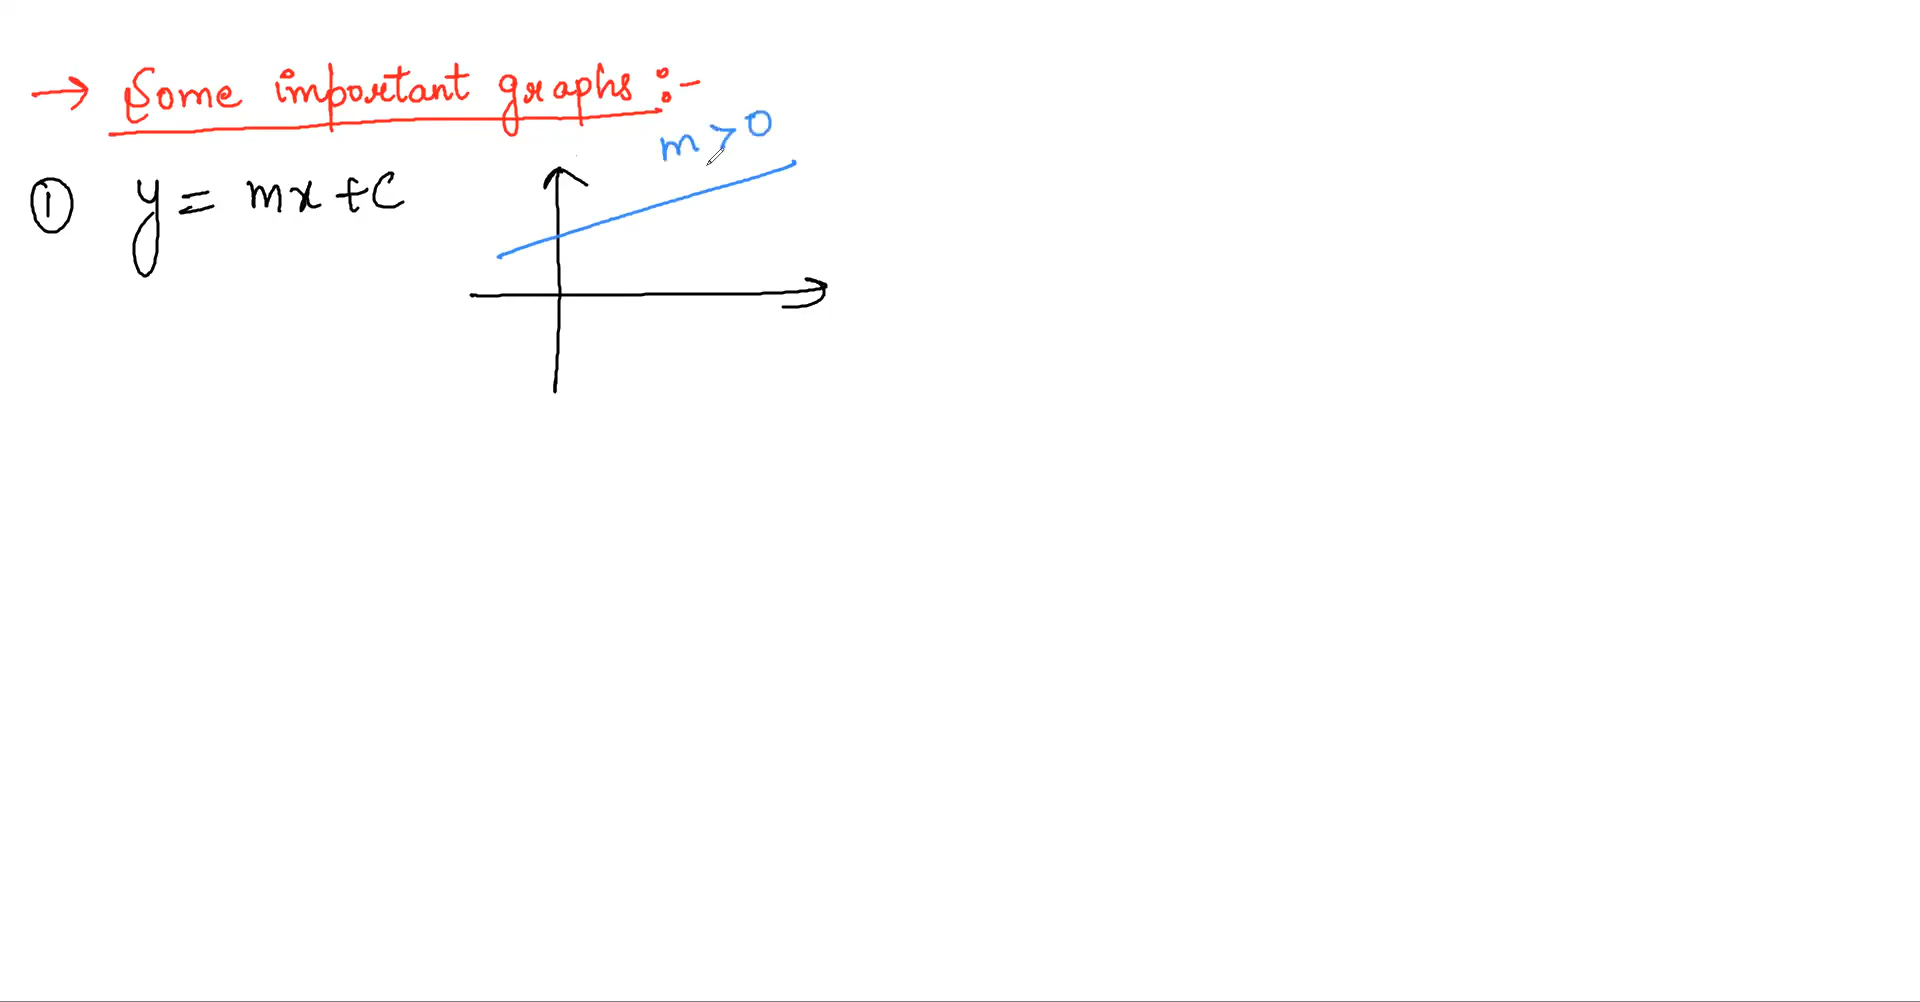 → Some important graphs :-
m > 0
① y = mx + c